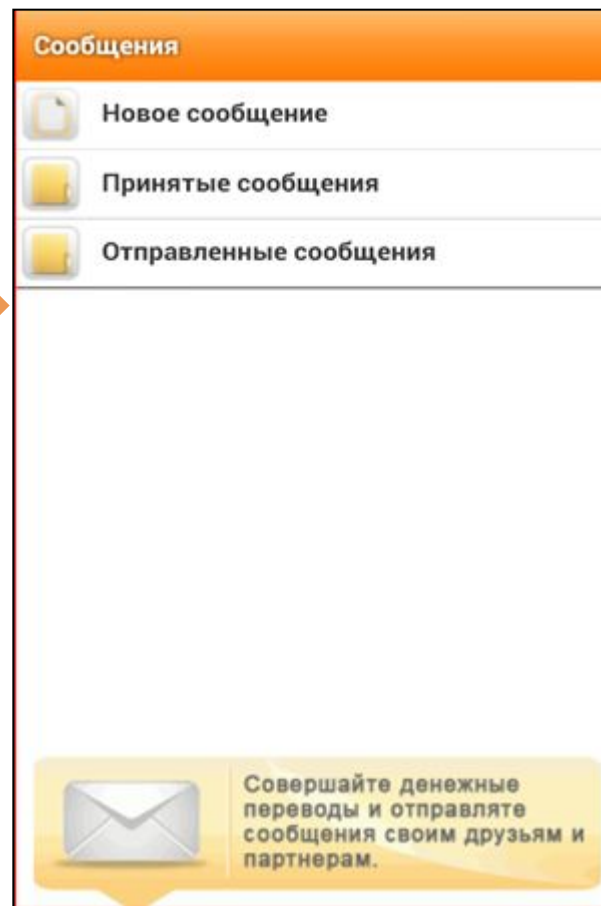 Сообщения
Новое сообщение
Принятые сообщения
Отправленные сообщения
Совершайте денежные
переводы и отправляте
сообщения своим друзьям и
партнерам.